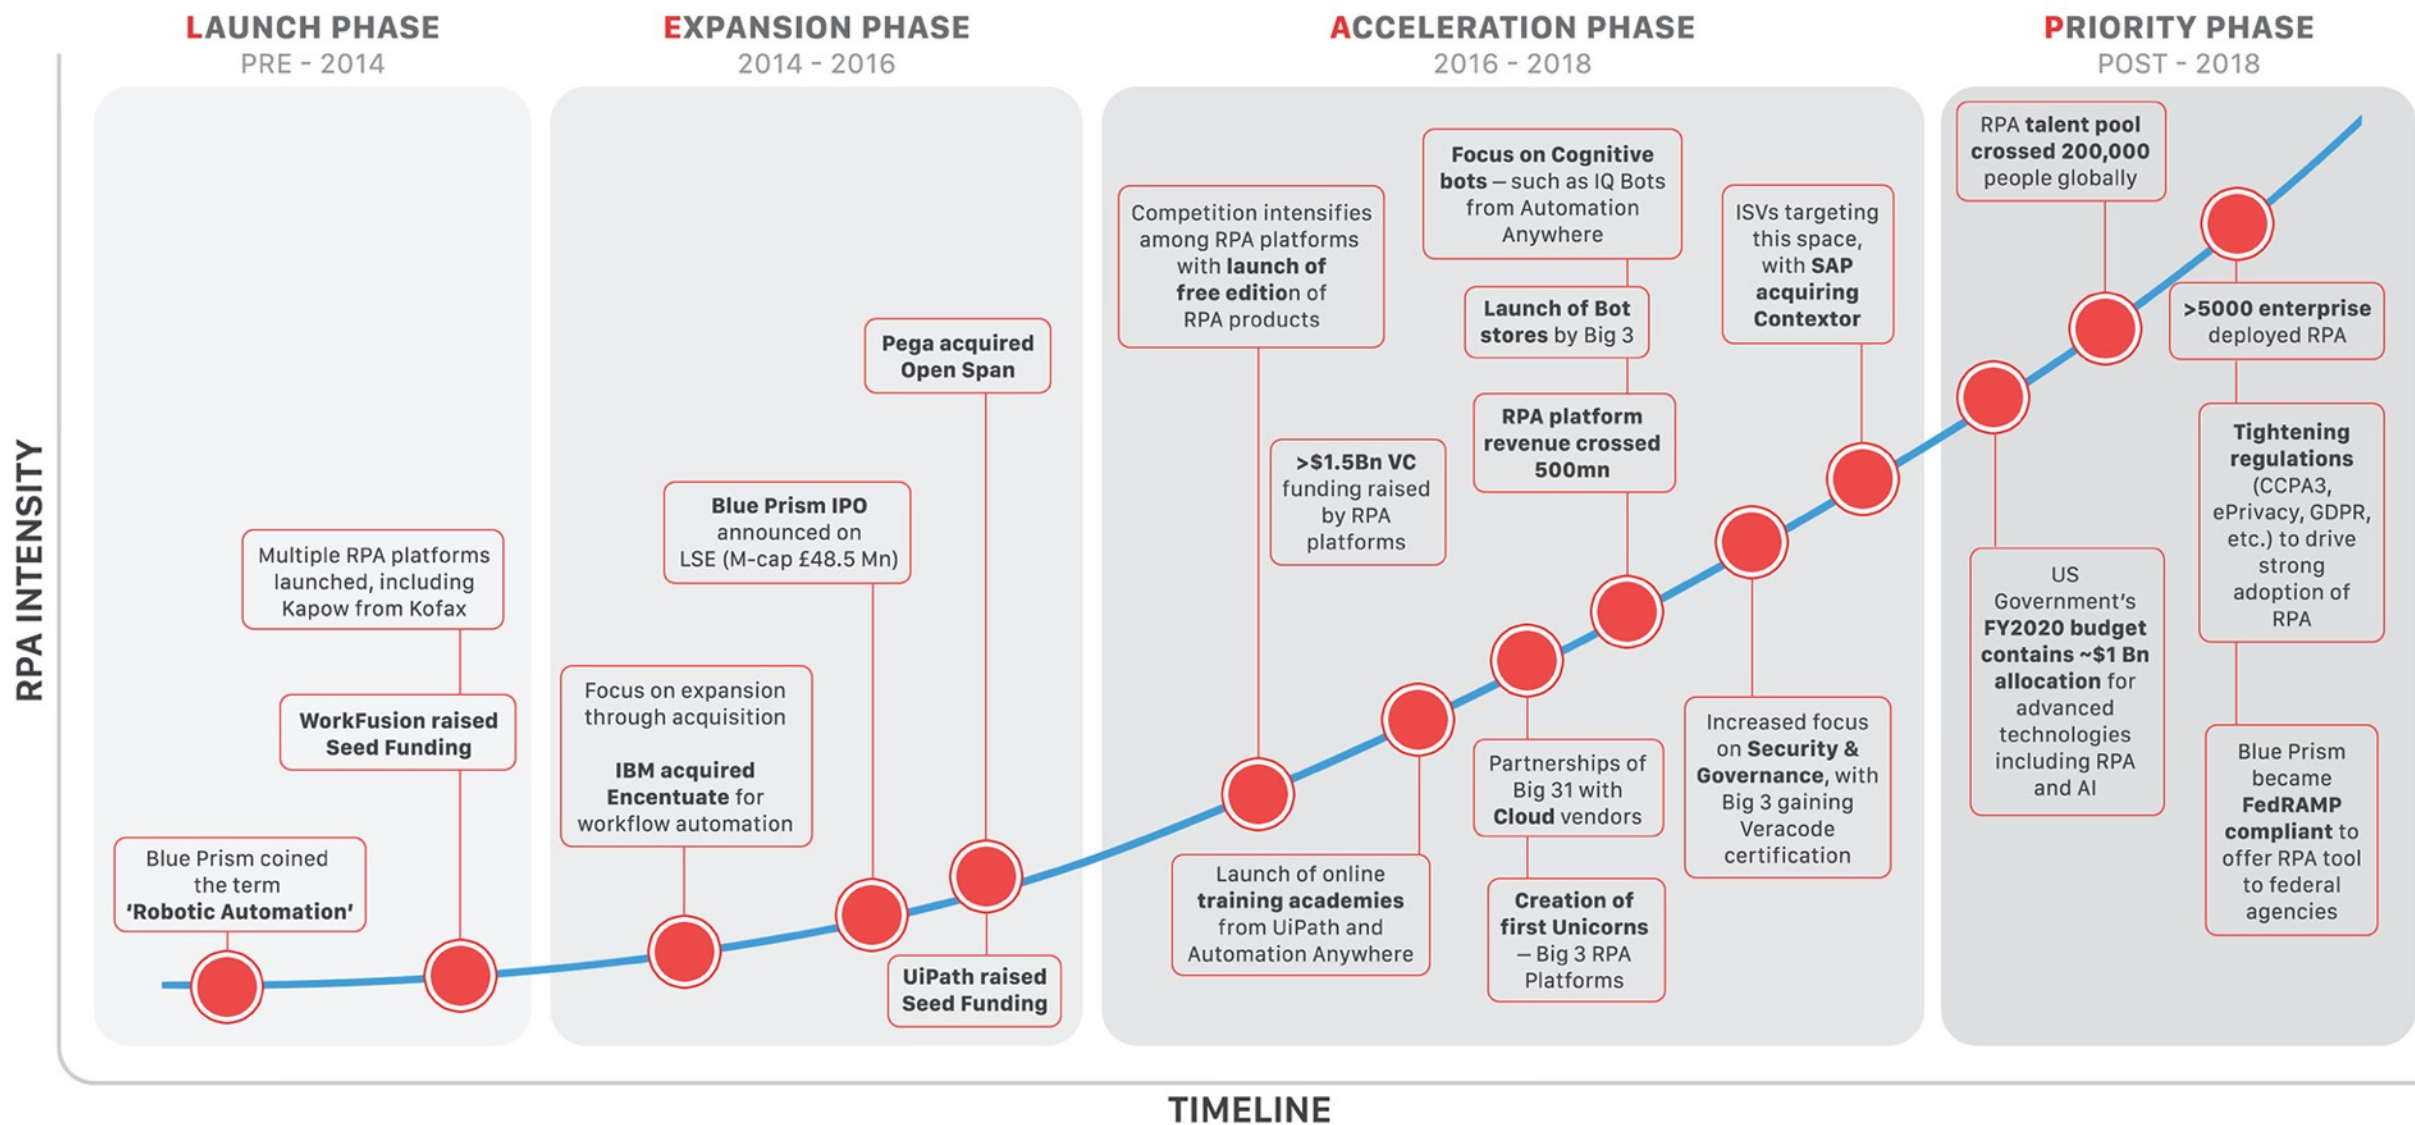 LAUNCH PHASE
PRE - 2014
EXPANSION PHASE
2014 - 2016
ACCELERATION PHASE
2016 - 2018
PRIORITY PHASE
POST - 2018
RPA INTENSITY
Blue Prism coined
the term
‘Robotic Automation’
Multiple RPA platforms
launched, including
Kapow from Kofax
WorkFusion raised
Seed Funding
Focus on expansion
through acquisition
IBM acquired
Encentuate for
workflow automation
Blue Prism IPO
announced on
LSE (M-cap £48.5 Mn)
Pega acquired
Open Span
UiPath raised
Seed Funding
Competition intensifies
among RPA platforms
with launch of
free edition of
RPA products
>$1.5Bn VC
funding raised
by RPA
platforms
Launch of online
training academies
from UiPath and
Automation Anywhere
Focus on Cognitive
bots – such as IQ Bots
from Automation
Anywhere
Launch of Bot
stores by Big 3
RPA platform
revenue crossed
500mn
Partnerships of
Big 31 with
Cloud vendors
Creation of
first Unicorns
– Big 3 RPA
Platforms
ISVs targeting
this space,
with SAP
acquiring
Contextor
Increased focus
on Security &
Governance, with
Big 3 gaining
Veracode
certification
RPA talent pool
crossed 200,000
people globally
US
Government’s
FY2020 budget
contains ~$1 Bn
allocation for
advanced
technologies
including RPA
and AI
>5000 enterprise
deployed RPA
Tightening
regulations
(CCPA3,
ePrivacy, GDPR,
etc.) to drive
strong
adoption of
RPA
Blue Prism
became
FedRAMP
compliant to
offer RPA tool
to federal
agencies
TIMELINE